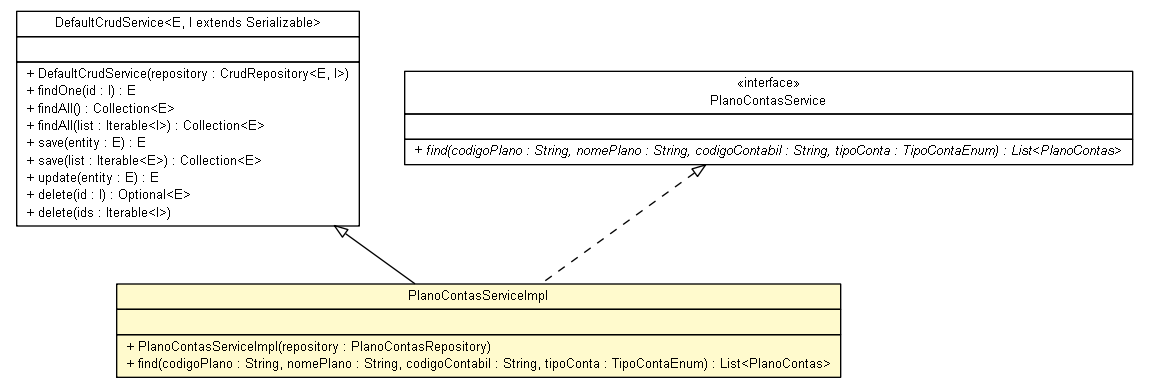 DefaultCrudService<E, I extends Serializable>
+ DefaultCrudService(repository : CrudRepository<E, I>)
+ findOne(id : I) : E
+ findAll() : Collection<E>
+ findAll(list : Iterable<I>) : Collection<E>
+ save(entity : E) : E
+ save(list : Iterable<E>) : Collection<E>
+ update(entity : E) : E
+ delete(id : I) : Optional<E>
+ delete(ids : Iterable<I>)
«interface»
PlanoContasService
+ find(codigoPlano : String, nomePlano : String, codigoContabil : String, tipoConta : TipoContaEnum) : List<PlanoContas>
PlanoContasServiceImpl
+ PlanoContasServiceImpl(repository : PlanoContasRepository)
+ find(codigoPlano : String, nomePlano : String, codigoContabil : String, tipoConta : TipoContaEnum) : List<PlanoContas>